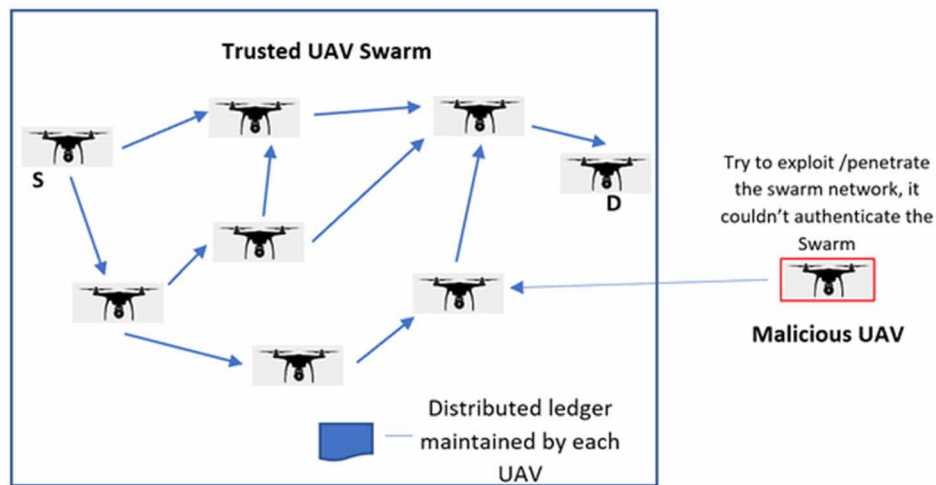 Trusted UAV Swarm
S
D
Try to exploit /penetrate
the swarm network, it
couldn't authenticate the
Swarm
Malicious UAV
Distributed ledger
maintained by each
UAV